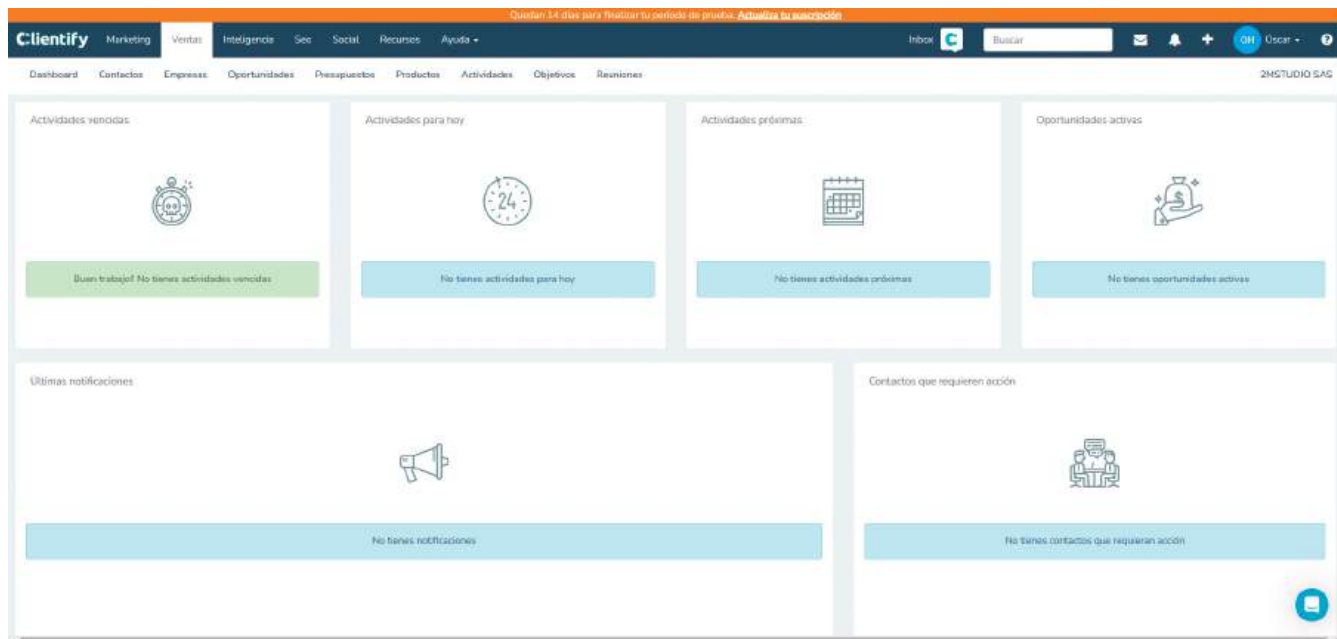 Quedan 14 días para finalizar tu periodo de prueba. Actualiza tu suscripción
Clientify Marketing Ventas Inteligencia Seo Social Recursos Ayuda Inbox C Buscar OH Oscar ?
Dashboard Contactos Empresas Oportunidades Presupuestos Productos Actividades Objetivos Reuniones 2MSTUDIO SAS
Actividades vencidas Actividades para hoy Actividades próximas Oportunidades activas
24 $
Buen trabajo! No tienes actividades vencidas No tienes actividades para hoy No tienes actividades próximas No tienes oportunidades activas
Últimas notificaciones Contactos que requieren acción
No tienes notificaciones No tienes contactos que requieran acción